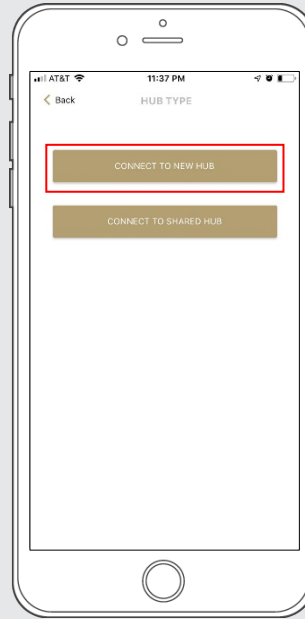 AT&T 11:37 PM
Back HUB TYPE
CONNECT TO NEW HUB
CONNECT TO SHARED HUB